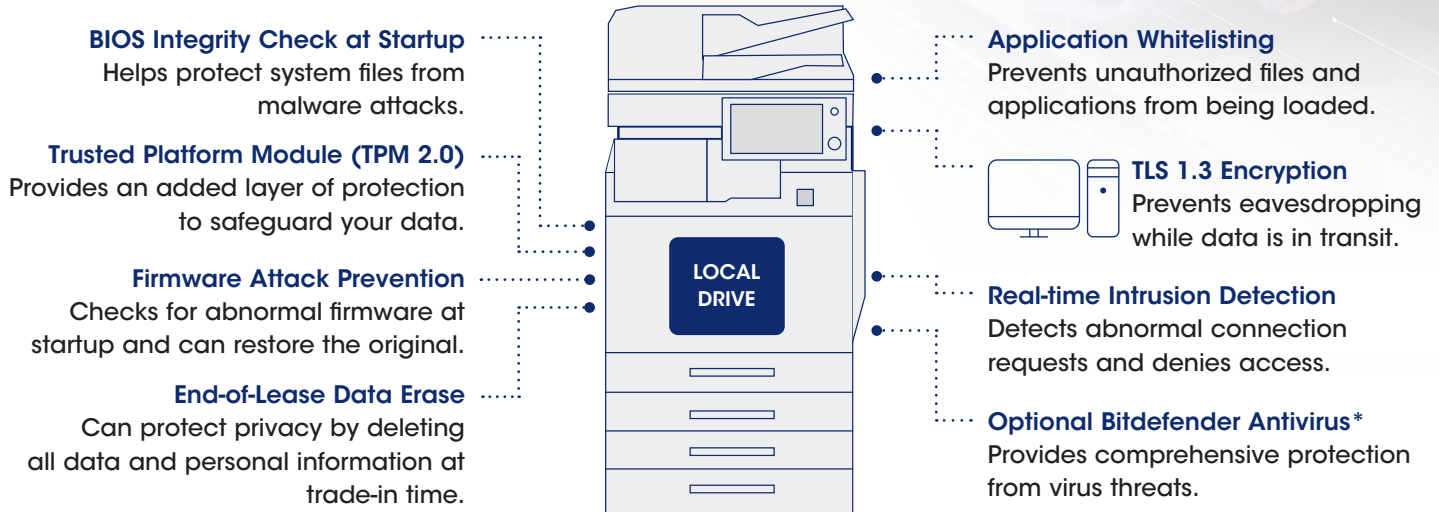 BIOS Integrity Check at Startup
Helps protect system files from
malware attacks.
Trusted Platform Module (TPM 2.0)
Provides an added layer of protection
to safeguard your data.
Firmware Attack Prevention
Checks for abnormal firmware at
startup and can restore the original.
End-of-Lease Data Erase
Can protect privacy by deleting
all data and personal information at
trade-in time.
LOCAL
DRIVE
Application Whitelisting
Prevents unauthorized files and
applications from being loaded.
TLS 1.3 Encryption
Prevents eavesdropping
while data is in transit.
Real-time Intrusion Detection
Detects abnormal connection
requests and denies access.
Optional Bitdefender Antivirus*
Provides comprehensive protection
from virus threats.